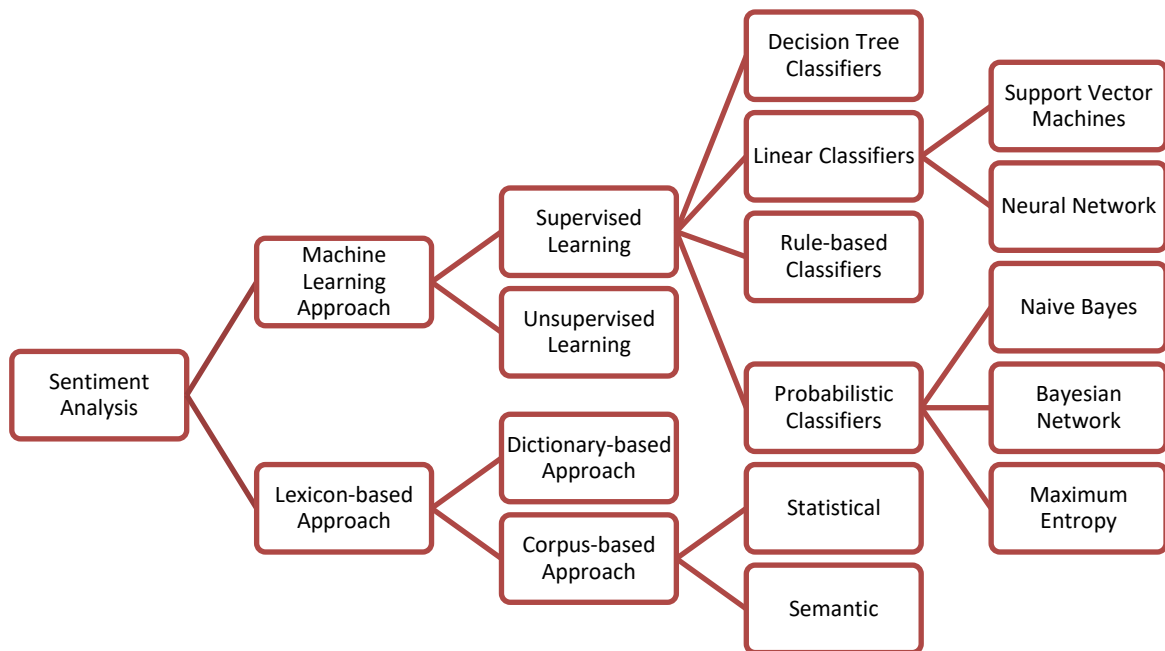 Decision Tree
Classifiers
Support Vector
Machines
Linear Classifiers
Neural Network
Supervised
Learning
Rule-based
Classifiers
Machine
Learning
Approach
Unsupervised
Learning
Naive Bayes
Sentiment
Analysis
Probabilistic
Classifiers
Bayesian
Network
Dictionary-based
Approach
Lexicon-based
Approach
Statistical
Maximum
Entropy
Corpus-based
Approach
Semantic